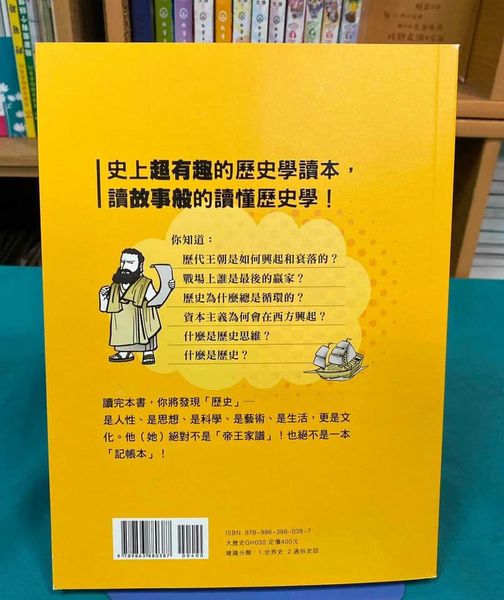 史上超有趣的歷史學讀本，
讀故事般的讀懂歷史學！
你知道：
歷代王朝是如何興起和衰落的？
戰場上誰是最後的贏家？
歷史為什麼總是循環的？
資本主義為何會在西方興起？
什麼是歷史思維？
什麼是歷史？
讀完本書，你將發現「歷史」—
是人性、是思想、是科學、是藝術、是生活，更是文
化。他（她）絕對不是「帝王家譜」！也絕不是一本
「記帳本」！
ISBN 978-986-388-038-7
大歷史GH030 定價400元
建議分類：1.世界史 2.通俗史話
9 789863 880387
00400